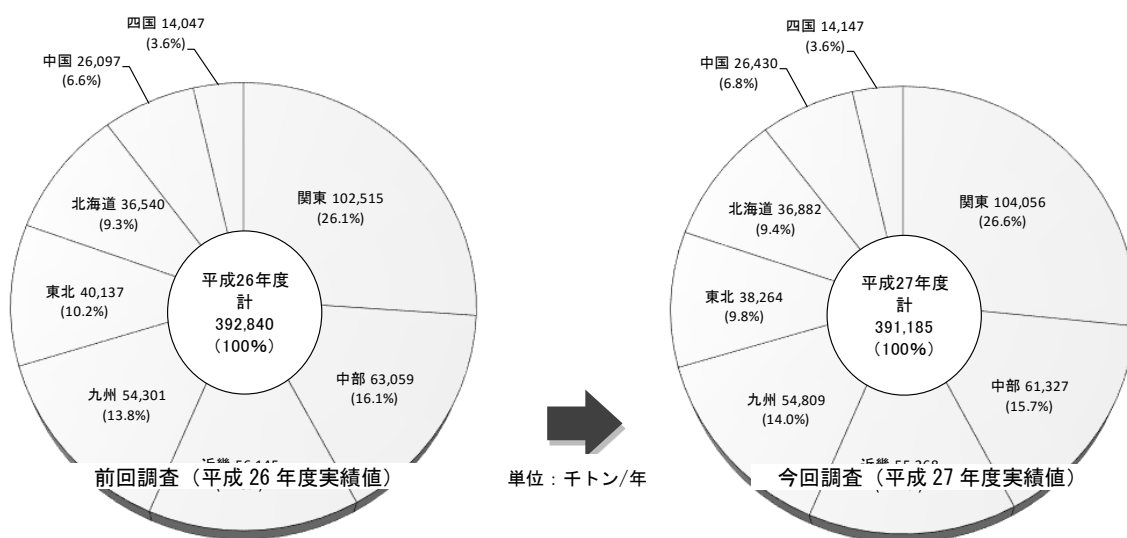 四国 14,047
(3.6%)
中国 26,097
(6.6%)
北海道 36,540
(9.3%)
関東 102,515
(26.1%)
東北 40,137
(10.2%)
平成26年度
計
392,840
(100%)
九州 54,301
(13.8%)
中部 63,059
(16.1%)
前回調査（平成 26 年度実績値）
単位：千トン/年
四国 14,147
(3.6%)
中国 26,430
(6.8%)
北海道 36,882
(9.4%)
関東 104,056
(26.6%)
東北 38,264
(9.8%)
平成27年度
計
391,185
(100%)
九州 54,809
(14.0%)
中部 61,327
(15.7%)
今回調査（平成 27 年度実績値）